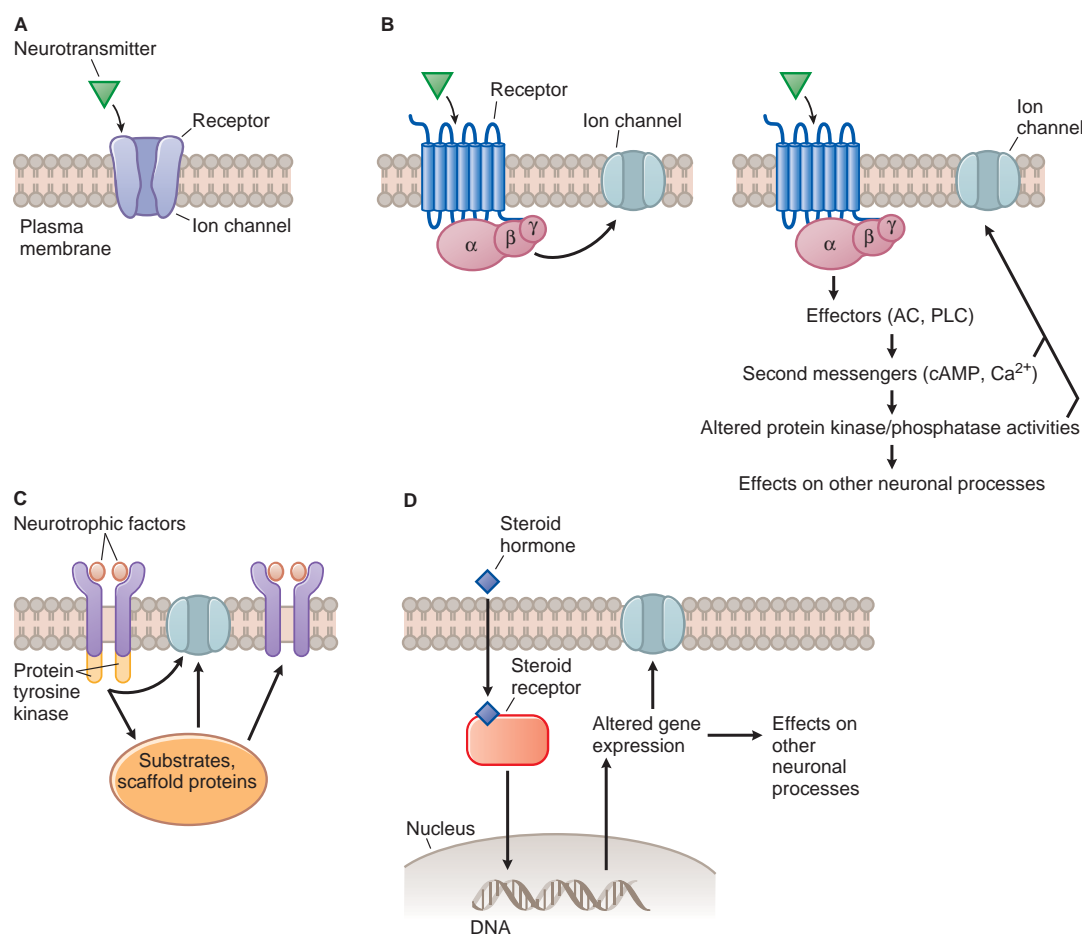 A
Neurotransmitter
Receptor
Plasma
membrane
Ion channel
B
Receptor
Ion channel
α
β
γ
Ion
channel
α
β
γ
Effectors (AC, PLC)
Second messengers (cAMP, Ca²⁺)
Altered protein kinase/phosphatase activities
Effects on other neuronal processes
C
Neurotrophic factors
Protein
tyrosine
kinase
Substrates,
scaffold proteins
D
Steroid
hormone
Steroid
receptor
Altered gene
expression
Effects on
other
neuronal
processes
Nucleus
DNA